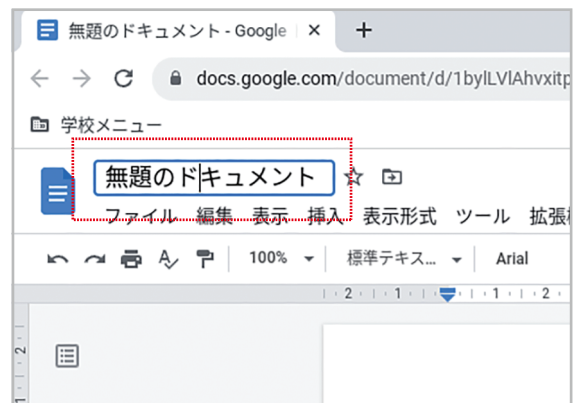 無題のドキュメント - Google
docs.google.com/document/d/1bylLVlAhvxitp
学校メニュー
無題のドキュメント
ファイル 編集 表示 挿入 表示形式 ツール 拡張
100% 標準テキス... Arial
2 1 1 2
2
1